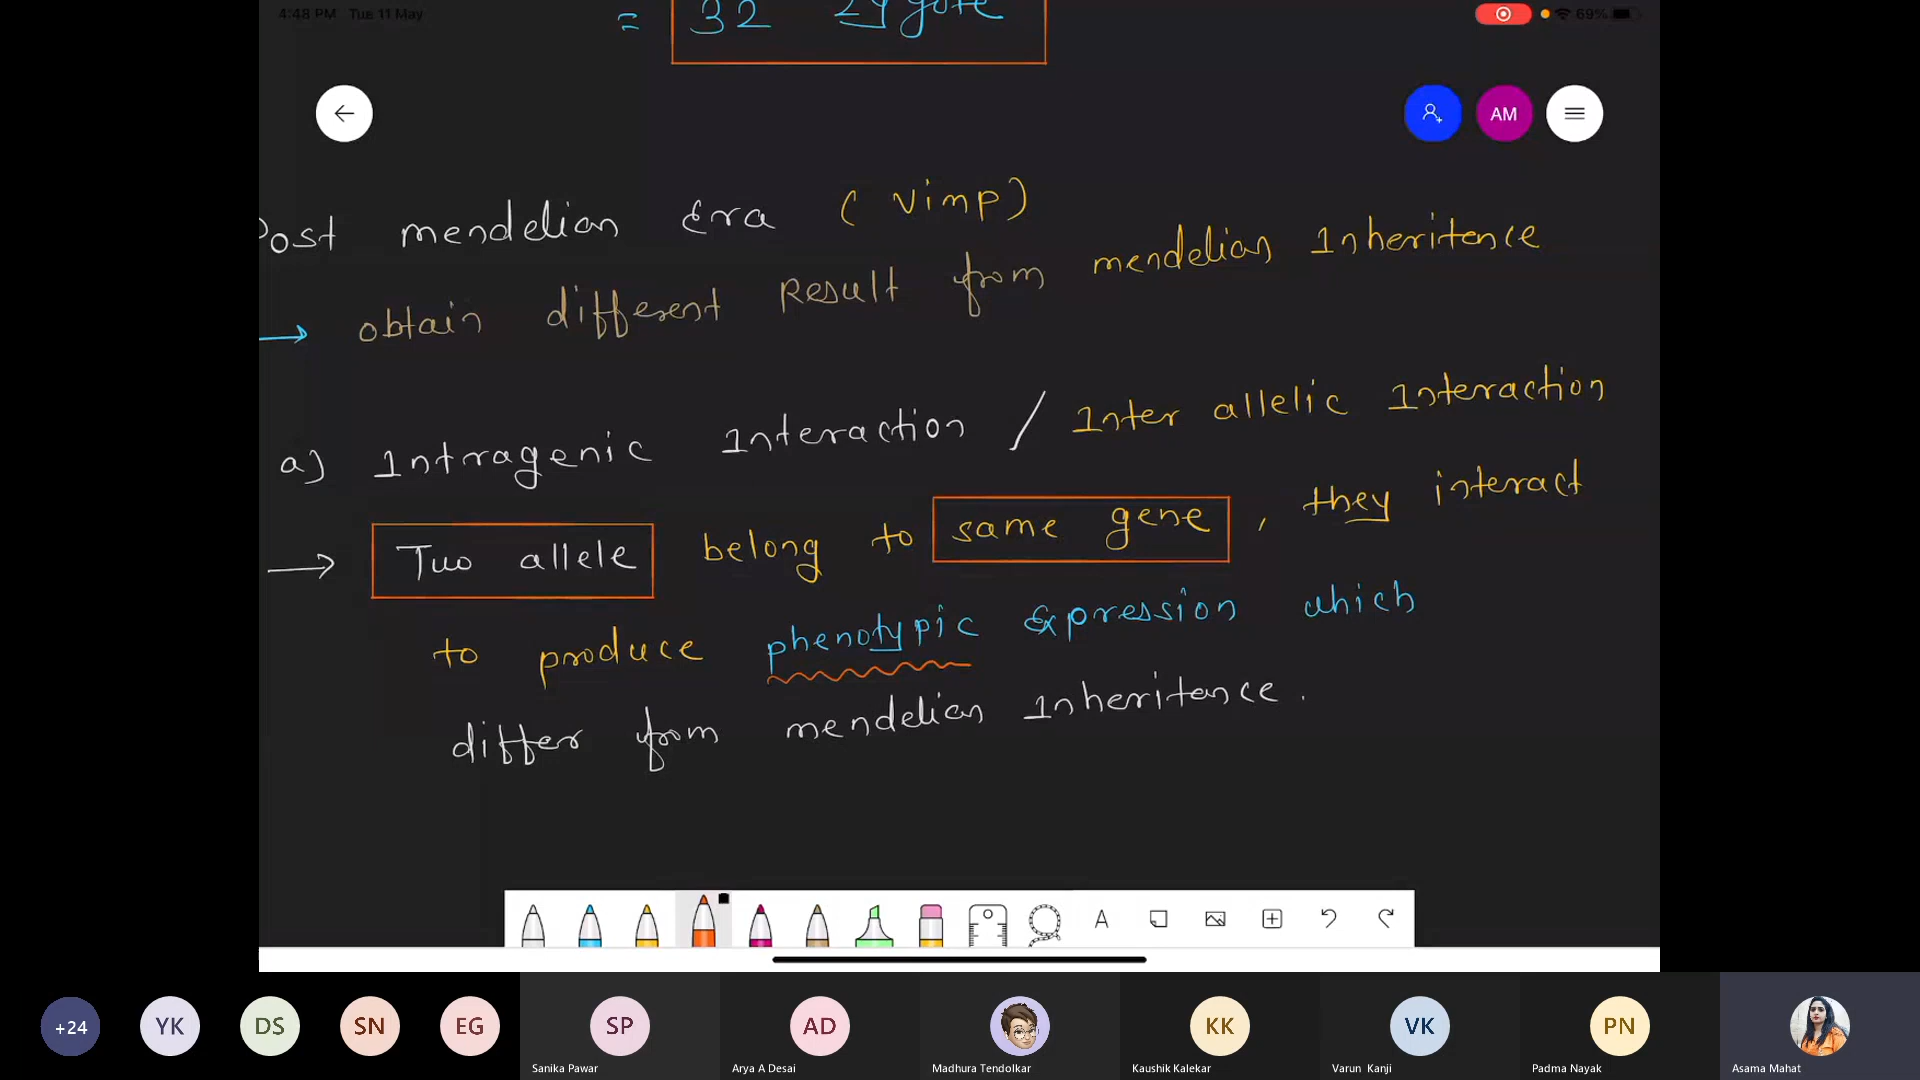 4:48 PM Tue 11 May
69%
= 32 zygote
AM
Post mendelian Era (Vimp)
→ obtain different Result from mendelian Inheritence
a) Intragenic Interaction / Inter allelic Interaction
→ Two allele belong to same gene, they interact
to produce phenotypic Expression which
differ from mendelian Inheritence.
A
+24 YK DS SN EG SP AD KK VK PN
Sanika Pawar Arya A Desai Madhura Tendolkar Kaushik Kalekar Varun Kanji Padma Nayak Asama Mahat